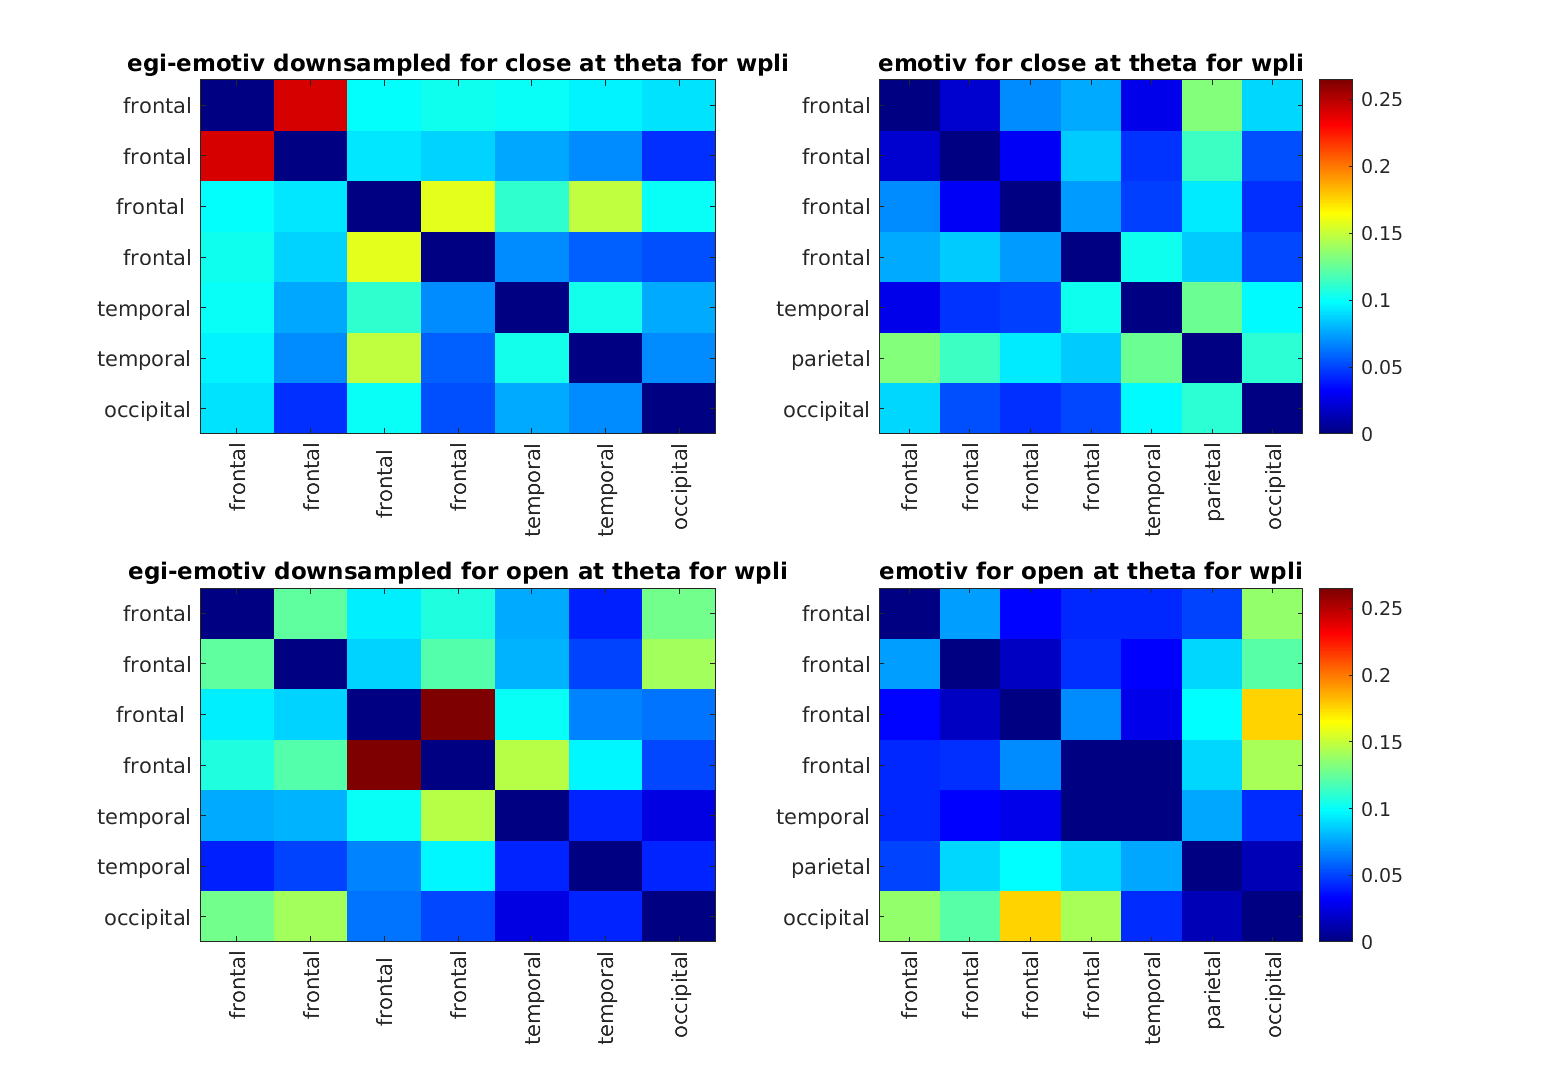 egi-emotiv downsampled for close at theta for wpli
frontal
frontal
frontal
frontal
temporal
temporal
occipital
frontal
frontal
frontal
frontal
temporal
temporal
occipital
emotiv for close at theta for wpli
frontal
frontal
frontal
frontal
temporal
parietal
occipital
frontal
frontal
frontal
frontal
temporal
parietal
occipital
0.25
0.2
0.15
0.1
0.05
0
egi-emotiv downsampled for open at theta for wpli
frontal
frontal
frontal
frontal
temporal
temporal
occipital
frontal
frontal
frontal
frontal
temporal
temporal
occipital
emotiv for open at theta for wpli
frontal
frontal
frontal
frontal
temporal
parietal
occipital
frontal
frontal
frontal
frontal
temporal
parietal
occipital
0.25
0.2
0.15
0.1
0.05
0